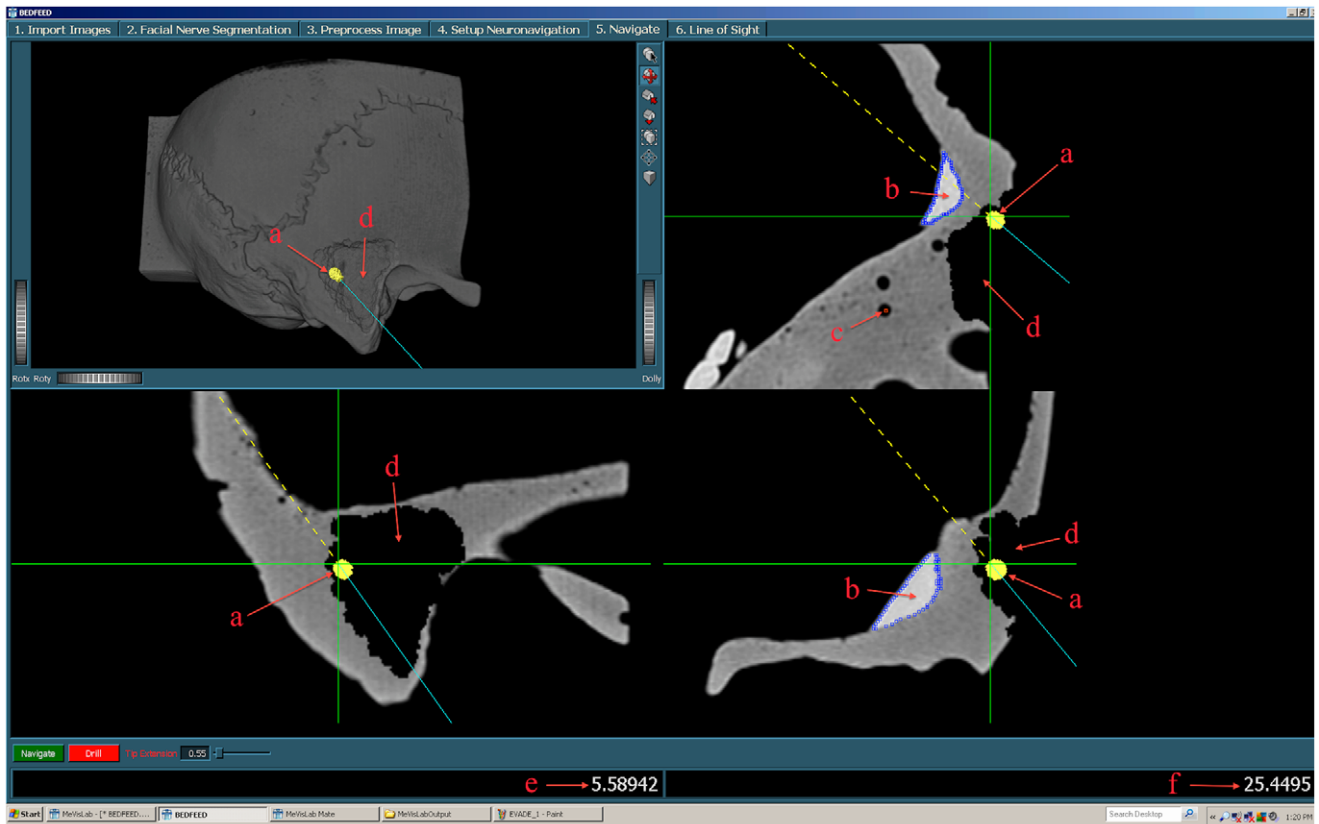 BEDFEED
1. Import Images 2. Facial Nerve Segmentation 3. Preprocess Image 4. Setup Neuronavigation 5. Navigate 6. Line of Sight
a
d
Rotx Roty
Dolly
a
b
c
d
d
a
d
b
a
Navigate Drill Tip Extension 0.55
e 5.58942
f 25.4495
Start MeVisLab - [* BEDFEED.... BEDFEED MeVisLab Mate MeVisLabOutput EVADE_1 - Paint Search Desktop « 1:20 PM